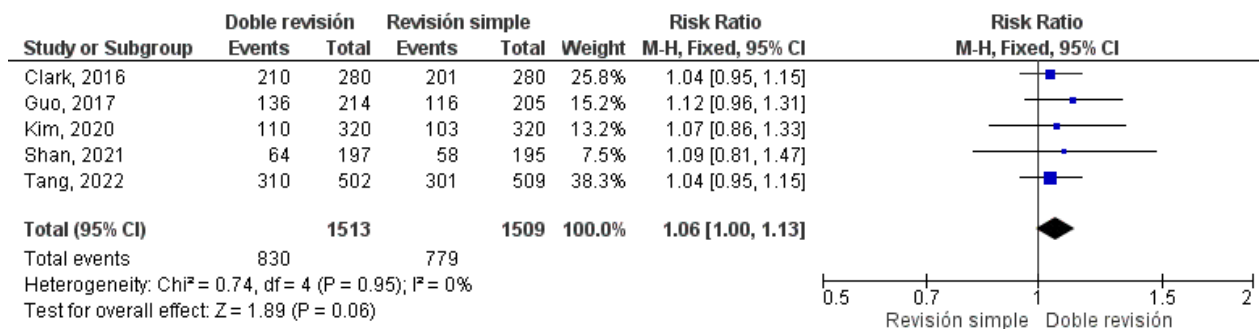 Doble revisión Revisión simple Risk Ratio Risk Ratio
Study or Subgroup Events Total Events Total Weight M-H, Fixed, 95% CI M-H, Fixed, 95% CI
Clark, 2016 210 280 201 280 25.8% 1.04 [0.95, 1.15]
Guo, 2017 136 214 116 205 15.2% 1.12 [0.96, 1.31]
Kim, 2020 110 320 103 320 13.2% 1.07 [0.86, 1.33]
Shan, 2021 64 197 58 195 7.5% 1.09 [0.81, 1.47]
Tang, 2022 310 502 301 509 38.3% 1.04 [0.95, 1.15]
Total (95% CI) 1513 1509 100.0% 1.06 [1.00, 1.13]
Total events 830 779
Heterogeneity: Chi² = 0.74, df = 4 (P = 0.95); I² = 0%
Test for overall effect: Z = 1.89 (P = 0.06)
0.5 0.7 1 1.5 2
Revisión simple Doble revisión